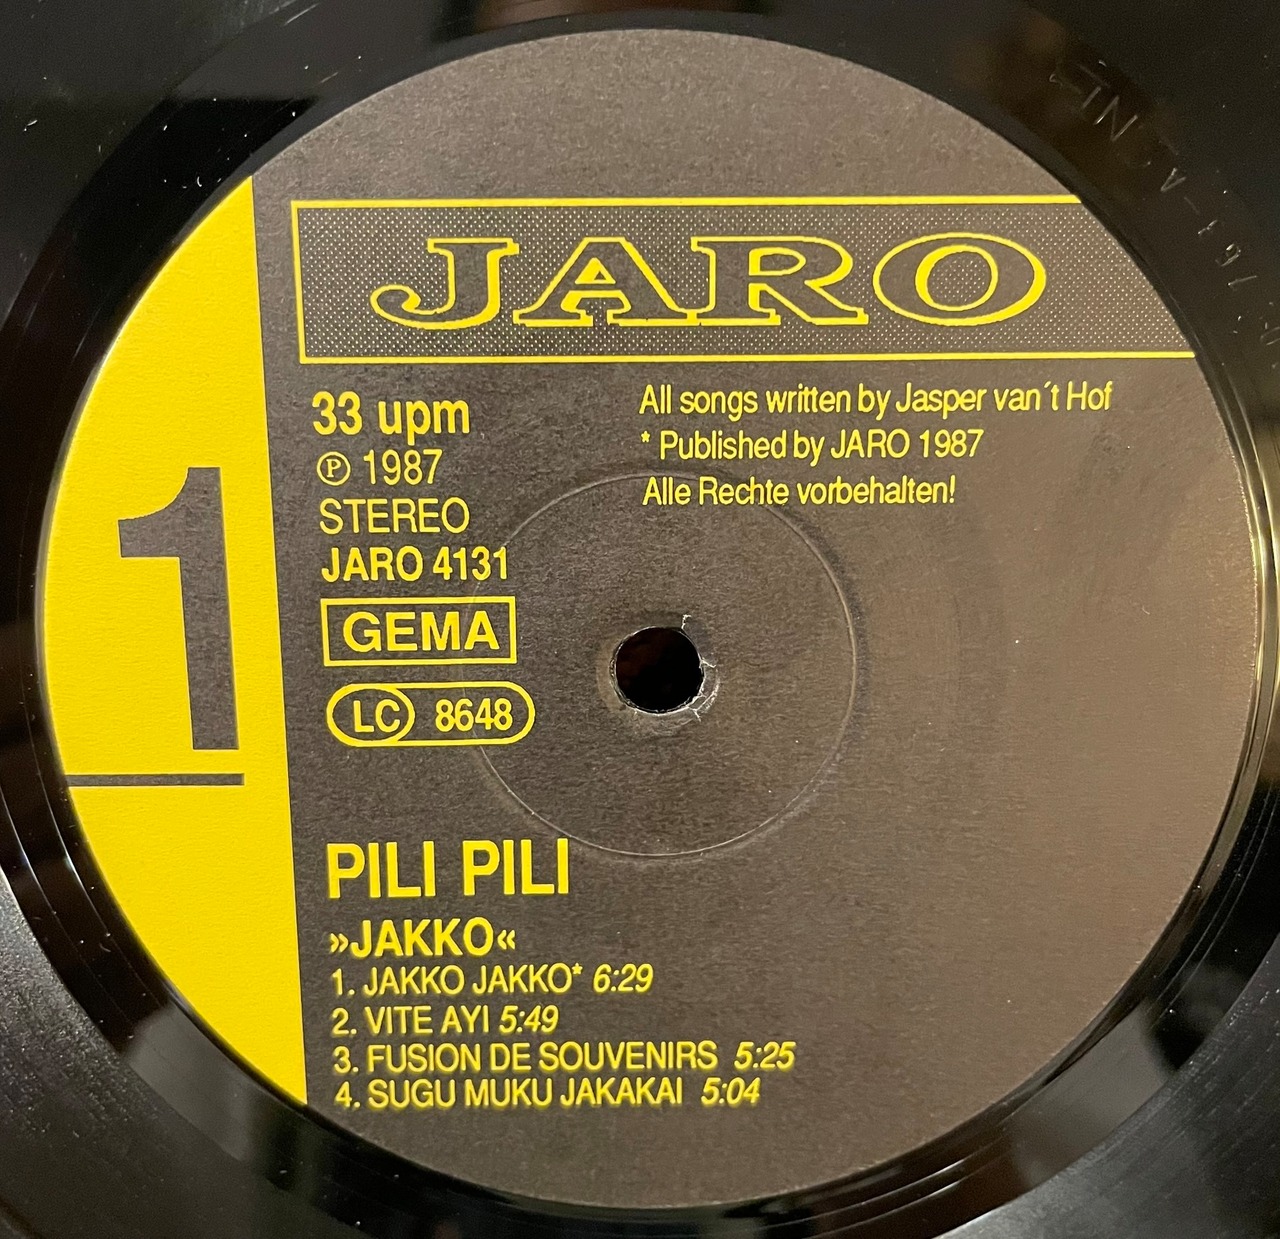 JARO
33 upm
℗ 1987
STEREO
JARO 4131
GEMA
LC 8648
All songs written by Jasper van´t Hof
* Published by JARO 1987
Alle Rechte vorbehalten!
1
PILI PILI
»JAKKO«
1. JAKKO JAKKO* 6:29
2. VITE AYI 5:49
3. FUSION DE SOUVENIRS 5:25
4. SUGU MUKU JAKAKAI 5:04